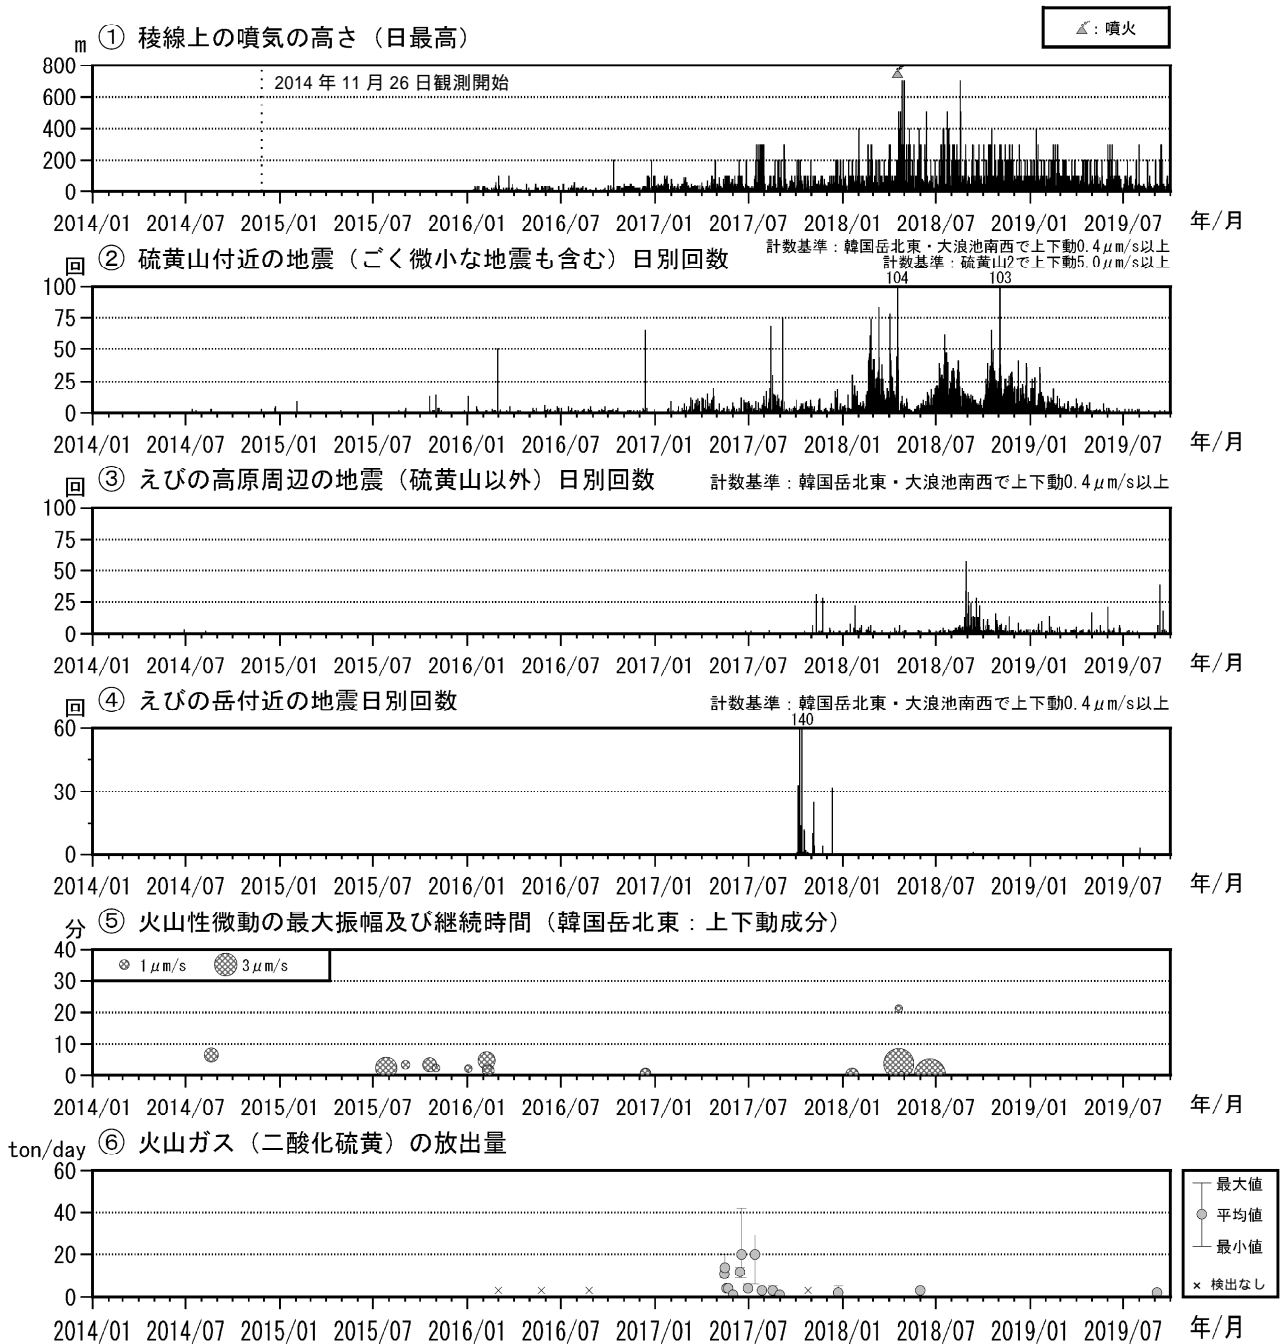 ：噴火
m ① 稜線上の噴気の高さ（日最高）
800
600
400
200
0
2014年11月26日観測開始
2014/01 2014/07 2015/01 2015/07 2016/01 2016/07 2017/01 2017/07 2018/01 2018/07 2019/01 2019/07 年/月
回 ② 硫黄山付近の地震（ごく微小な地震も含む）日別回数
計数基準：韓国岳北東・大浪池南西で上下動0.4μm/s以上
計数基準：硫黄山2で上下動5.0μm/s以上
104 103
100
75
50
25
0
2014/01 2014/07 2015/01 2015/07 2016/01 2016/07 2017/01 2017/07 2018/01 2018/07 2019/01 2019/07 年/月
回 ③ えびの高原周辺の地震（硫黄山以外）日別回数 計数基準：韓国岳北東・大浪池南西で上下動0.4μm/s以上
100
75
50
25
0
2014/01 2014/07 2015/01 2015/07 2016/01 2016/07 2017/01 2017/07 2018/01 2018/07 2019/01 2019/07 年/月
回 ④ えびの岳付近の地震日別回数 計数基準：韓国岳北東・大浪池南西で上下動0.4μm/s以上
140
60
30
0
2014/01 2014/07 2015/01 2015/07 2016/01 2016/07 2017/01 2017/07 2018/01 2018/07 2019/01 2019/07 年/月
分 ⑤ 火山性微動の最大振幅及び継続時間（韓国岳北東：上下動成分）
40
30
20
10
0
1μm/s 3μm/s
2014/01 2014/07 2015/01 2015/07 2016/01 2016/07 2017/01 2017/07 2018/01 2018/07 2019/01 2019/07 年/月
ton/day ⑥ 火山ガス（二酸化硫黄）の放出量
60
40
20
0
最大値
平均値
最小値
× 検出なし
2014/01 2014/07 2015/01 2015/07 2016/01 2016/07 2017/01 2017/07 2018/01 2018/07 2019/01 2019/07 年/月